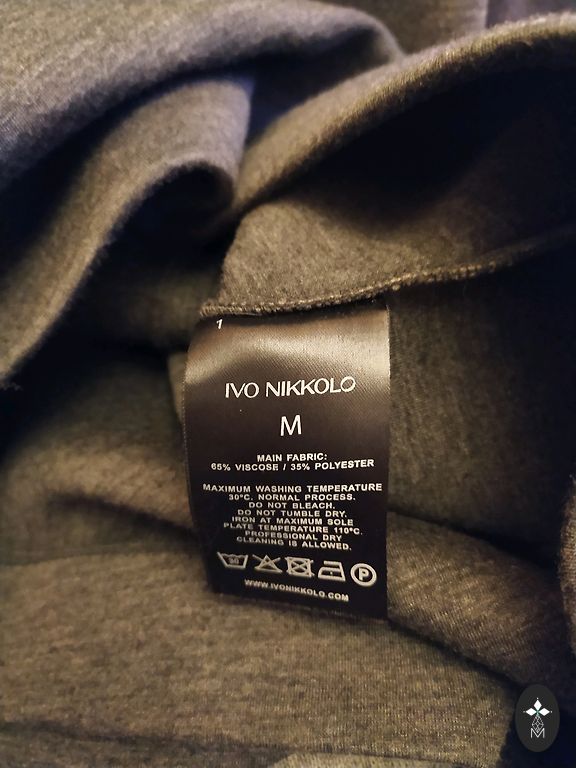 1
IVO NIKKOLO
M
MAIN FABRIC:
65% VISCOSE / 35% POLYESTER
MAXIMUM WASHING TEMPERATURE
30°C. NORMAL PROCESS.
DO NOT BLEACH.
DO NOT TUMBLE DRY.
IRON AT MAXIMUM SOLE
PLATE TEMPERATURE 110°C.
PROFESSIONAL DRY
CLEANING IS ALLOWED.
30 P
WWW.IVONIKKOLO.COM
M